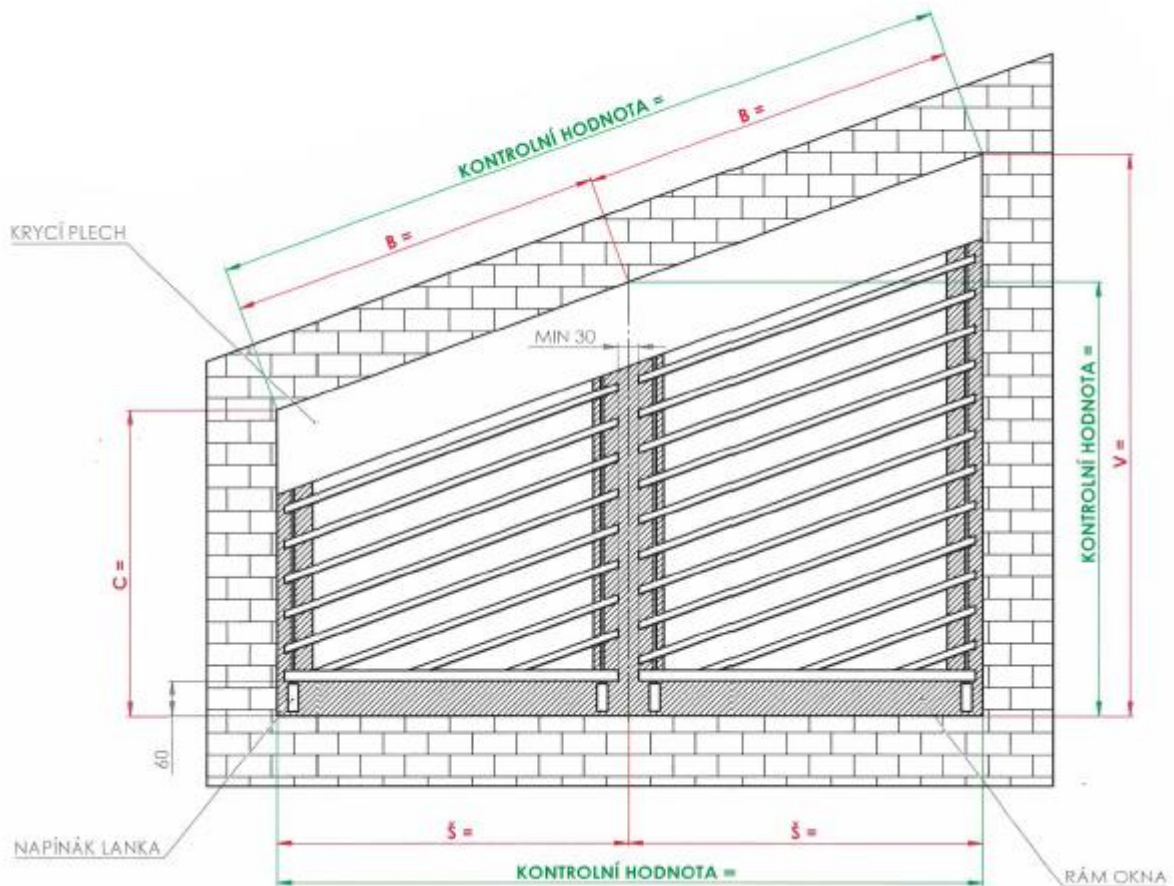 KONTROLNÍ HODNOTA =
B =
B =
KRYCÍ PLECH
MIN 30
KONTROLNÍ HODNOTA =
V =
C =
60
NAPÍNÁK LANKA
Š =
Š =
KONTROLNÍ HODNOTA =
RÁM OKNA